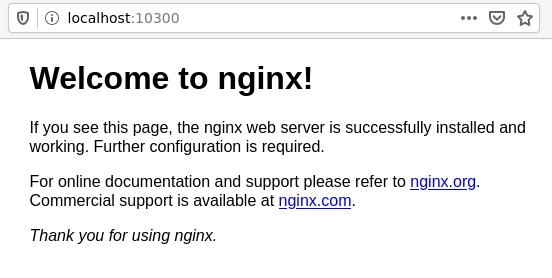 localhost:10300
Welcome to nginx!
If you see this page, the nginx web server is successfully installed and
working. Further configuration is required.
For online documentation and support please refer to nginx.org.
Commercial support is available at nginx.com.
Thank you for using nginx.